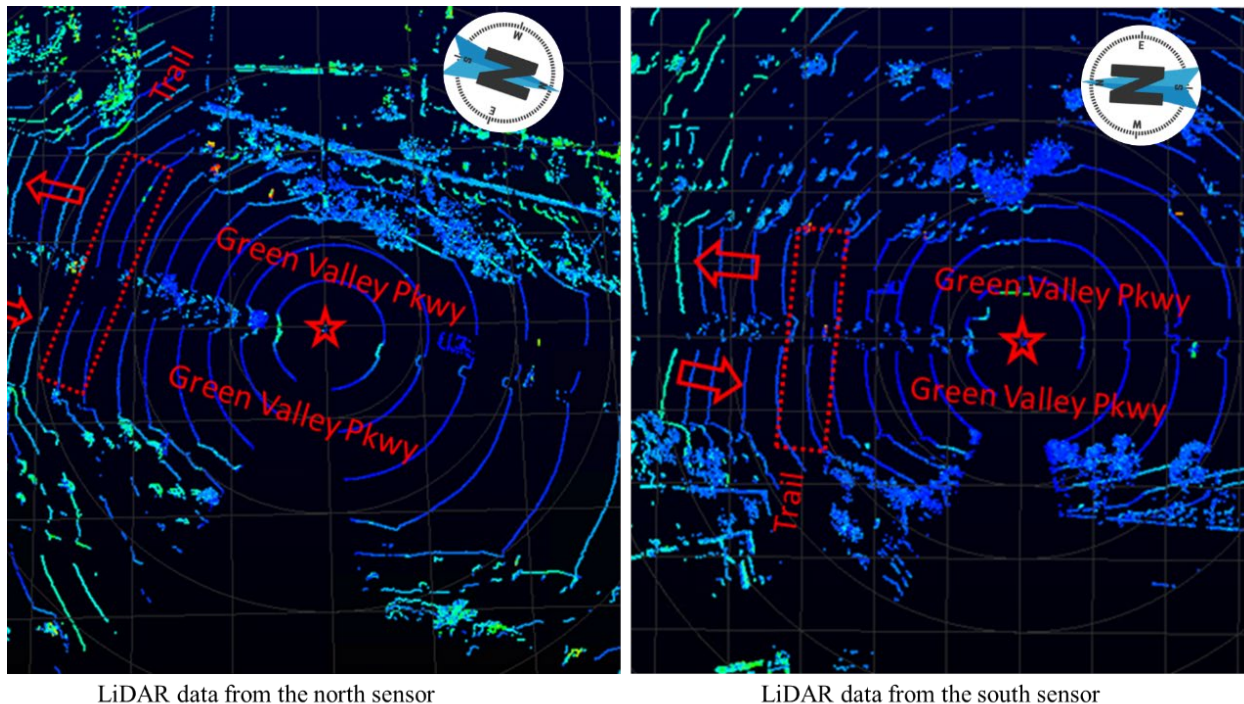 Trail
W
S
N
N
E
Green Valley Pkwy
Green Valley Pkwy
LiDAR data from the north sensor
E
N
N
S
W
Green Valley Pkwy
Green Valley Pkwy
Trail
LiDAR data from the south sensor